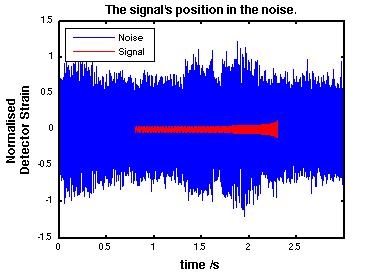 The signal's position in the noise.
Noise
Signal
1.5
1
0.5
0
-0.5
-1
-1.5
Normalised
Detector Strain
0 0.5 1 1.5 2 2.5
time /s